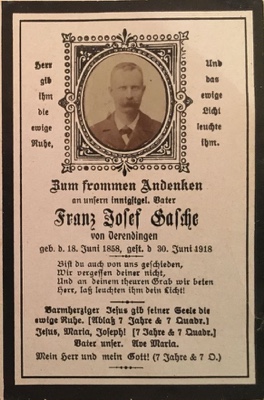 Herr
gib
ihm
die
ewige
Ruhe,
Und
das
ewige
Licht
leuchte
ihm.
Zum frommen Andenken
an unsern innigstgel. Vater
Franz Josef Gasche
von Derendingen
geb. d. 18. Juni 1858, gest. d 30. Juni 1918
Bist du auch von uns geschieden,
Wir vergessen deiner nicht,
Und an deinem theuren Grab wir beten
Herr, laß leuchten ihm dein Licht!
Barmherziger Jesus gib seiner Seele die
ewige Ruhe. [Ablaß 7 Jahre & 7 Quadr.]
Jesus, Maria, Joseph! [7 Jahre & 7 Quadr.]
Vater unser. Ave Maria.
Mein Herr und mein Gott! (7 Jahre & 7 Q.)